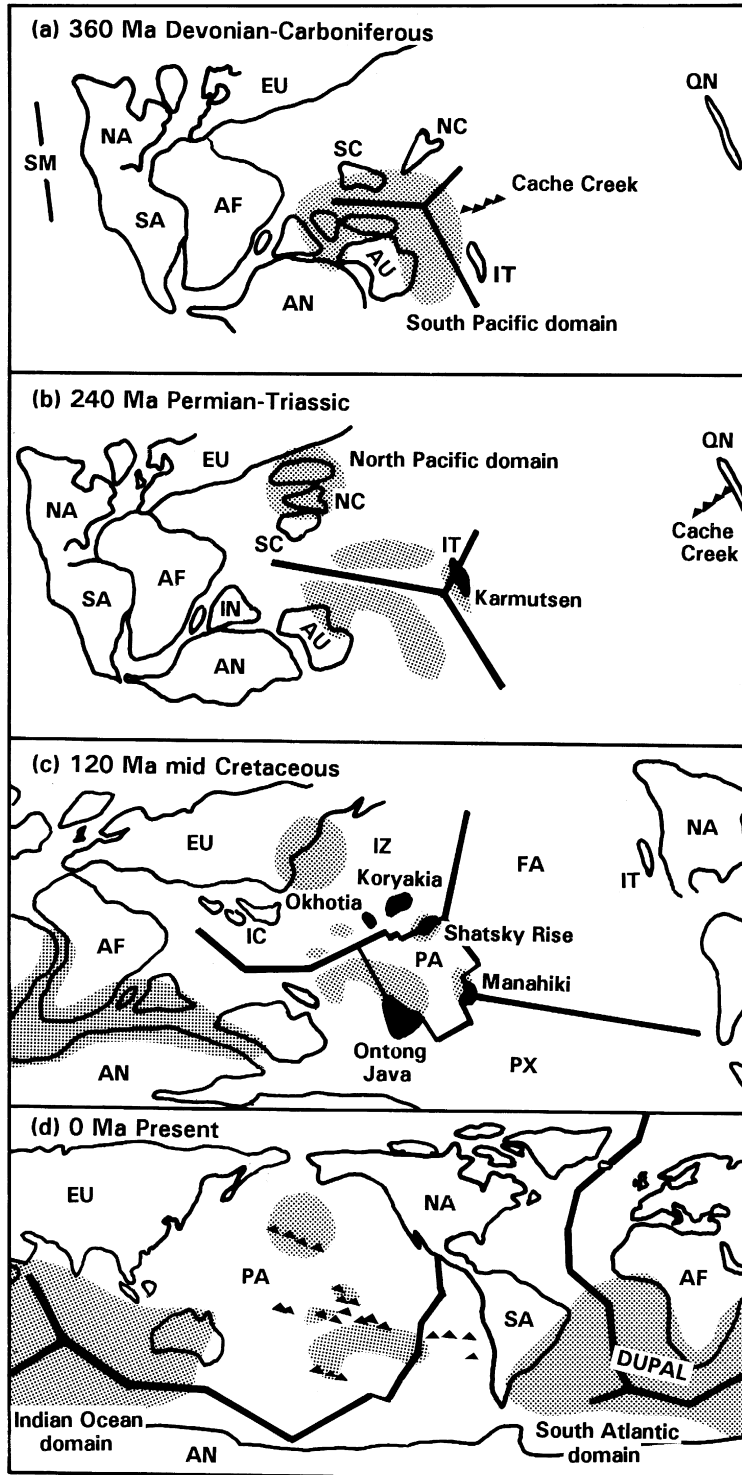 (a) 360 Ma Devonian-Carboniferous
EU
QN
NA
NC
SM
SC
Cache Creek
SA
AF
AU
IT
AN
South Pacific domain
(b) 240 Ma Permian-Triassic
QN
EU
North Pacific domain
NA
NC
Cache
Creek
SC
IT
AF
SA
IN
Karmutsen
AU
AN
(c) 120 Ma mid Cretaceous
NA
EU
IZ
FA
Koryakia
IT
Okhotia
IC
Shatsky Rise
AF
PA
Manahiki
Ontong
Java
PX
AN
(d) 0 Ma Present
EU
NA
PA
AF
SA
DUPAL
Indian Ocean
domain
South Atlantic
domain
AN